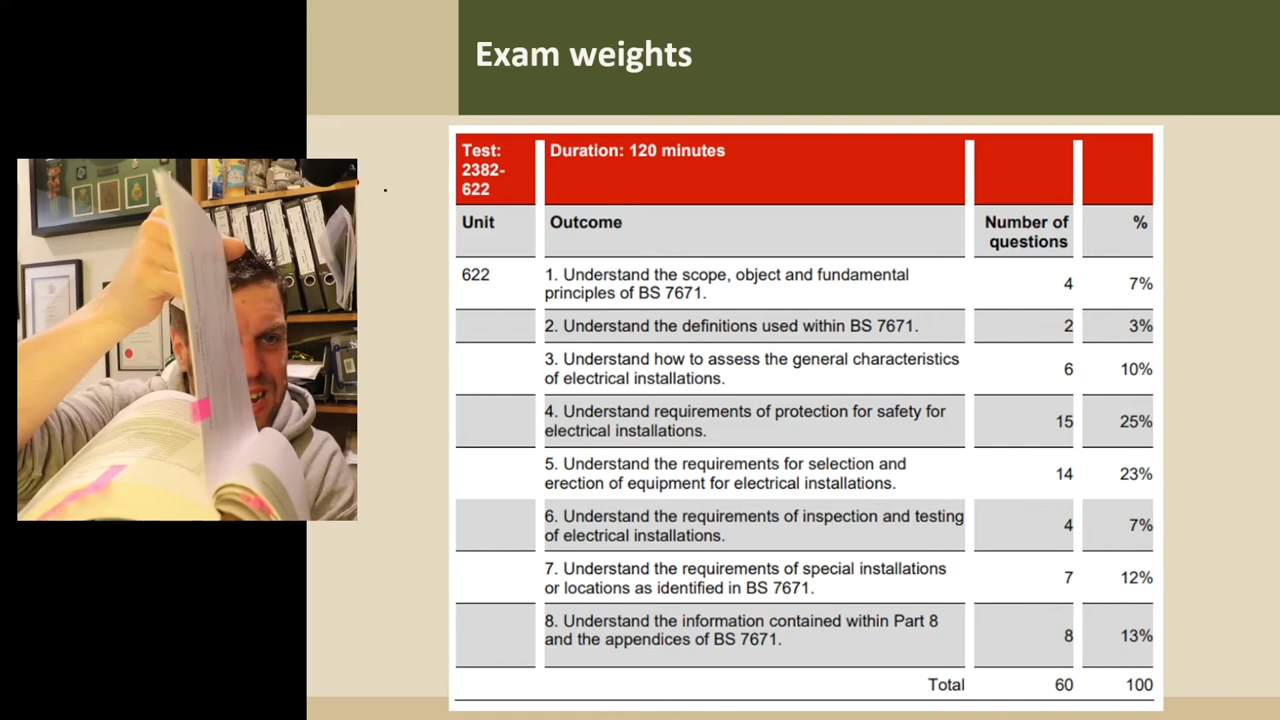 Exam weights
Test: 2382-622
Duration: 120 minutes
Unit
Outcome
Number of questions
%
622
1. Understand the scope, object and fundamental
principles of BS 7671.
4
7%
2. Understand the definitions used within BS 7671.
2
3%
3. Understand how to assess the general characteristics
of electrical installations.
6
10%
4. Understand requirements of protection for safety for
electrical installations.
15
25%
5. Understand the requirements for selection and
erection of equipment for electrical installations.
14
23%
6. Understand the requirements of inspection and testing
of electrical installations.
4
7%
7. Understand the requirements of special installations
or locations as identified in BS 7671.
7
12%
8. Understand the information contained within Part 8
and the appendices of BS 7671.
8
13%
Total
60
100